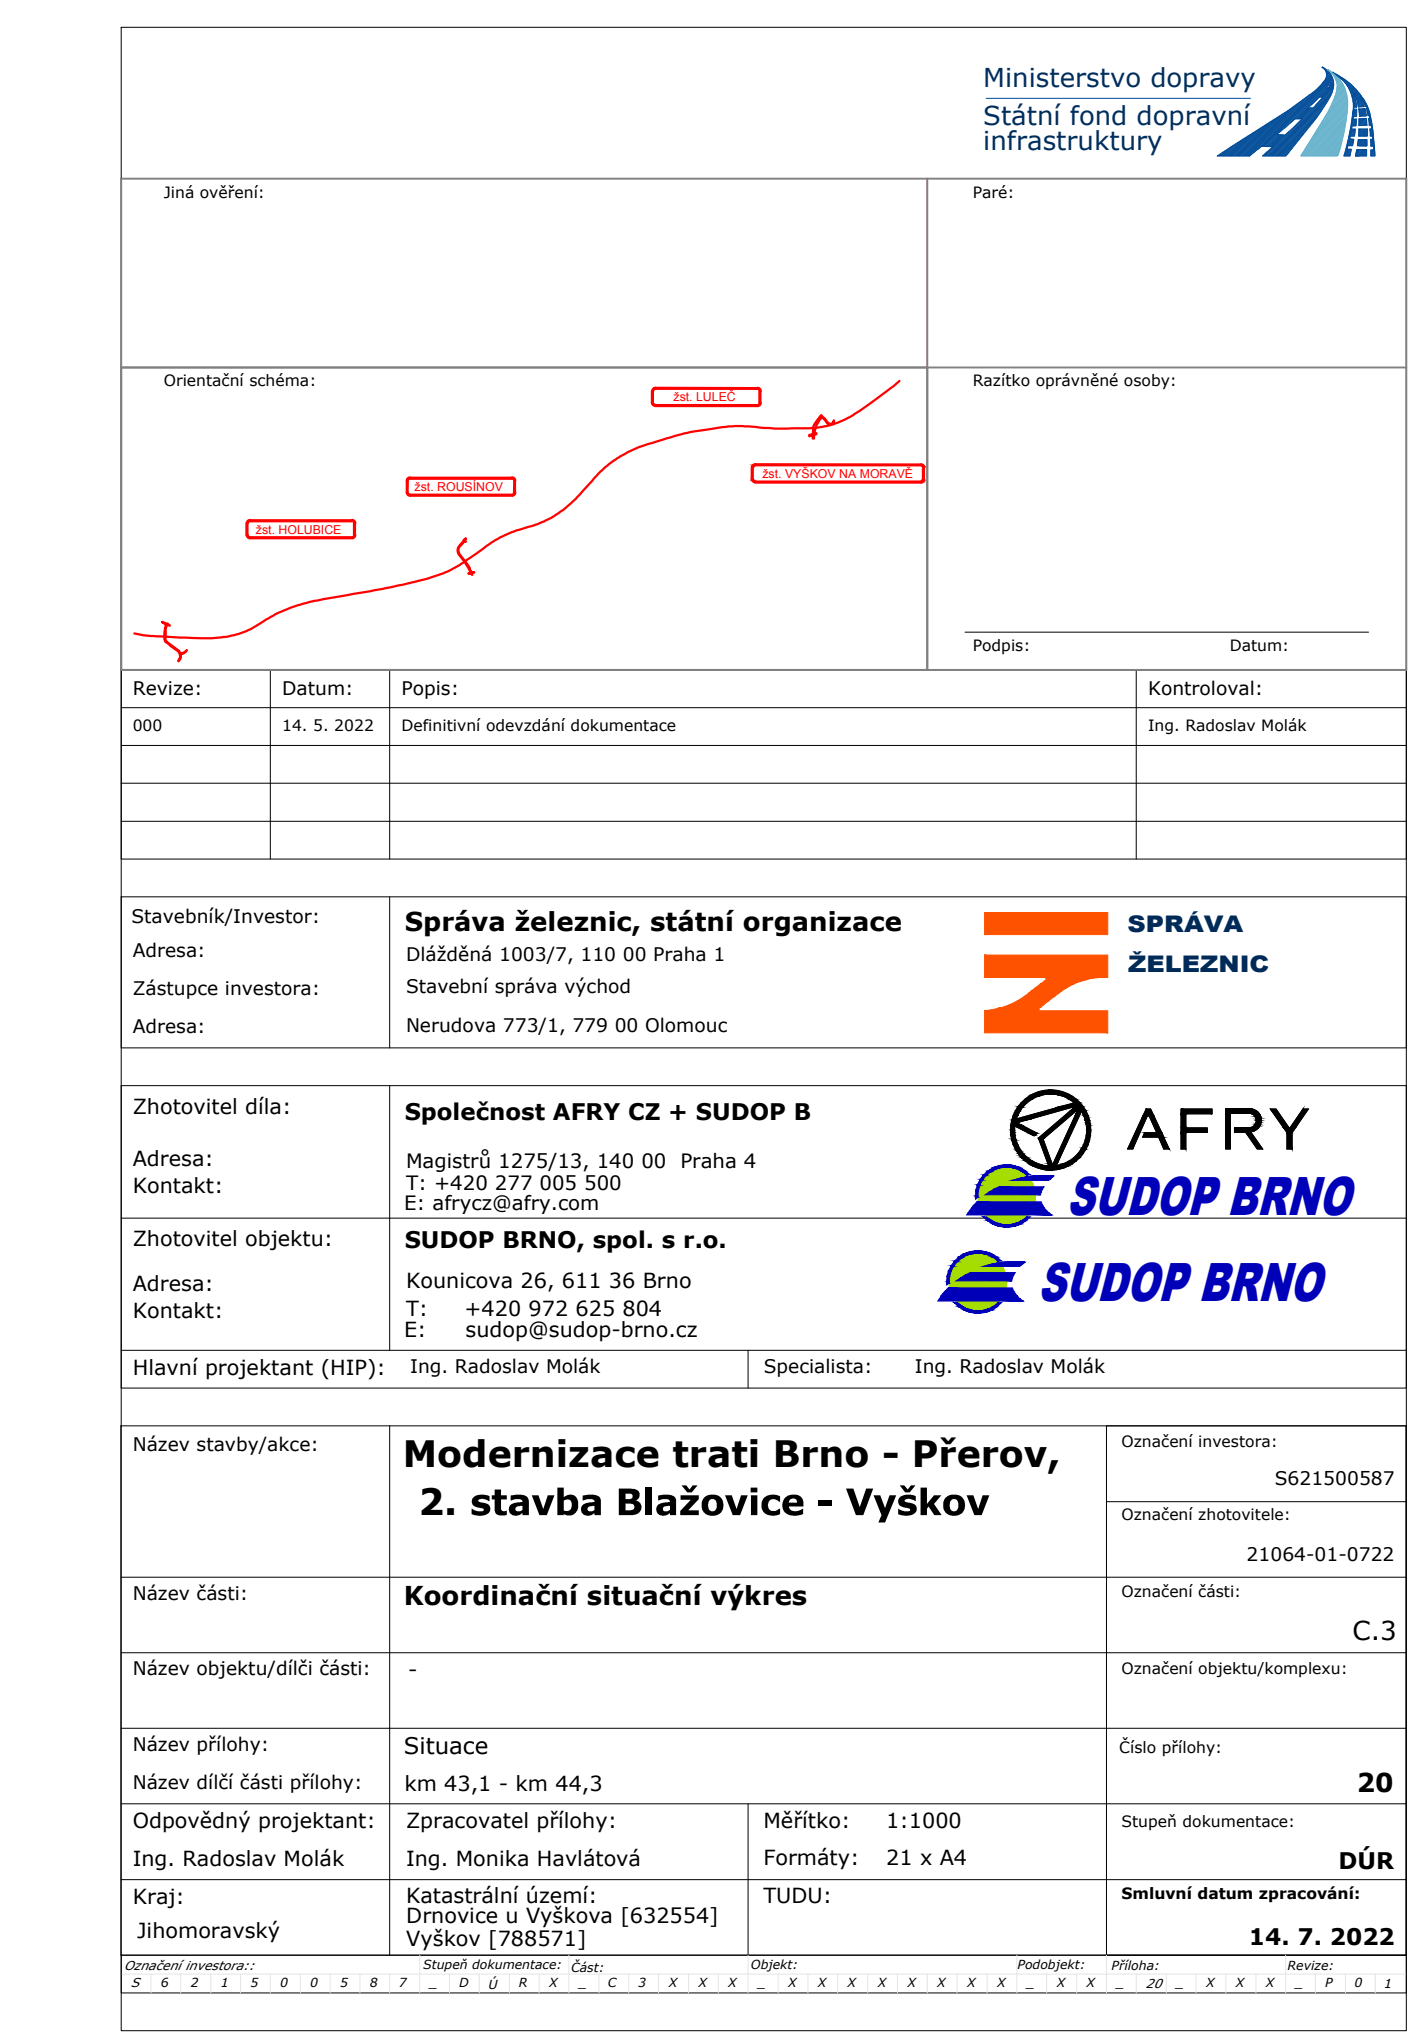 Ministerstvo dopravy
Státní fond dopravní
infrastruktury
Jiná ověření:
Paré:
Orientační schéma:
Razítko oprávněné osoby:
žst. LULEČ
žst. VYŠKOV NA MORAVĚ
žst. ROUSÍNOV
žst. HOLUBICE
Podpis: Datum:
Revize: Datum: Popis: Kontroloval:
000 14. 5. 2022 Definitivní odevzdání dokumentace Ing. Radoslav Molák
Stavebník/Investor: Správa železnic, státní organizace
Adresa: Dlážděná 1003/7, 110 00 Praha 1
Zástupce investora: Stavební správa východ
Adresa: Nerudova 773/1, 779 00 Olomouc
SPRÁVA
ŽELEZNIC
Zhotovitel díla: Společnost AFRY CZ + SUDOP B
Adresa: Magistrů 1275/13, 140 00 Praha 4
Kontakt: T: +420 277 005 500
E: afrycz@afry.com
AFRY
SUDOP BRNO
Zhotovitel objektu: SUDOP BRNO, spol. s r.o.
Adresa: Kounicova 26, 611 36 Brno
Kontakt: T: +420 972 625 804
E: sudop@sudop-brno.cz
SUDOP BRNO
Hlavní projektant (HIP): Ing. Radoslav Molák Specialista: Ing. Radoslav Molák
Název stavby/akce: Modernizace trati Brno - Přerov,
2. stavba Blažovice - Vyškov
Označení investora:
S621500587
Označení zhotovitele:
21064-01-0722
Název části: Koordinační situační výkres
Označení části:
C.3
Název objektu/dílči části: -
Označení objektu/komplexu:
Název přílohy: Situace
Číslo přílohy:
Název dílčí části přílohy: km 43,1 - km 44,3
20
Odpovědný projektant: Zpracovatel přílohy: Měřítko: 1:1000 Stupeň dokumentace:
Ing. Radoslav Molák Ing. Monika Havlátová Formáty: 21 x A4 DÚR
Kraj: Katastrální území: TUDU: Smluvní datum zpracování:
Jihomoravský Drnovice u Vyškova [632554]
Vyškov [788571] 14. 7. 2022
Označení investora:: Stupeň dokumentace: Část: Objekt: Podobjekt: Příloha: Revize:
S 6 2 1 5 0 0 5 8 7 _ D Ú R X _ C 3 X X X _ X X X X X X X X _ X X _ 20 _ X X X _ P 0 1